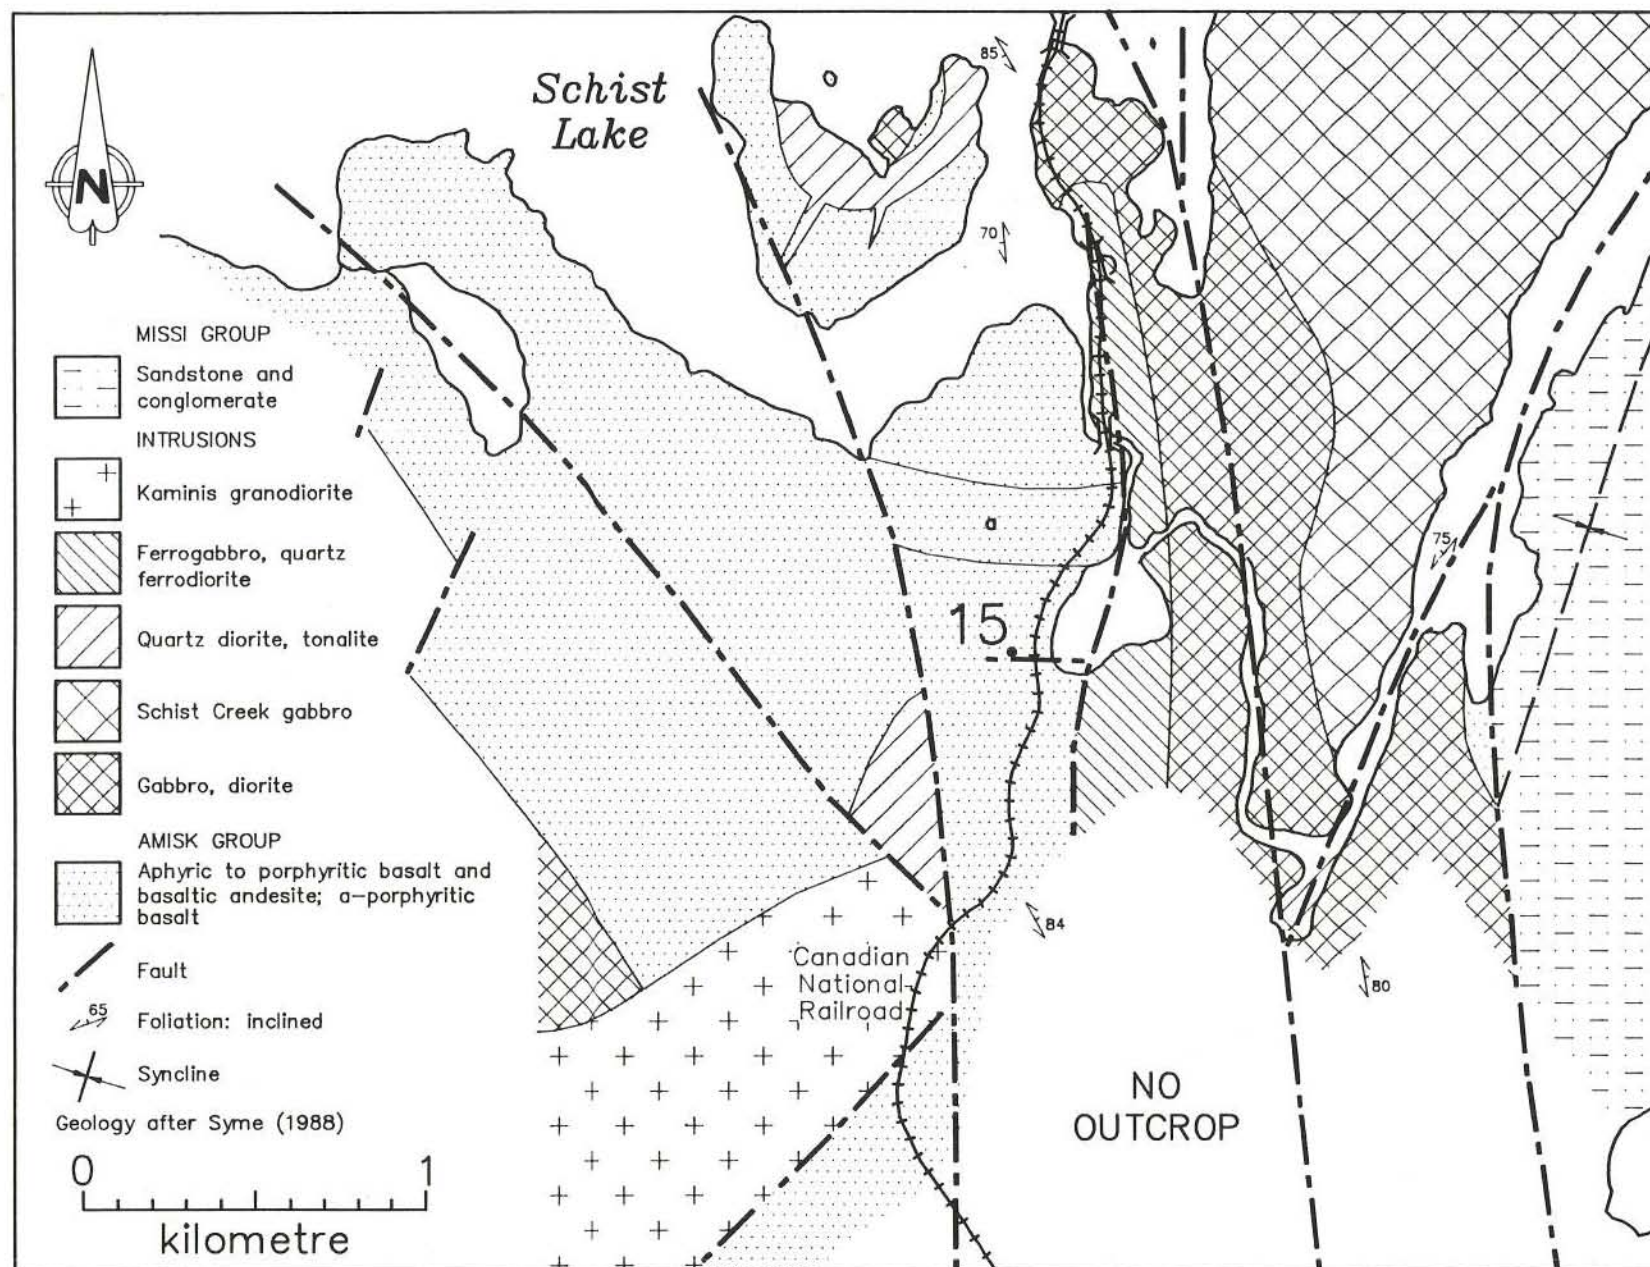 Schist
Lake
85
70
N
MISSI GROUP
Sandstone and
conglomerate
INTRUSIONS
Kaminis granodiorite
Ferrogabbro, quartz
ferrodiorite
Quartz diorite, tonalite
Schist Creek gabbro
Gabbro, diorite
AMISK GROUP
Aphyric to porphyritic basalt and
basaltic andesite; a-porphyritic
basalt
Fault
65
Foliation: inclined
Syncline
Geology after Syme (1988)
0 1
kilometre
a
75
15
84
80
Canadian
National
Railroad
NO
OUTCROP